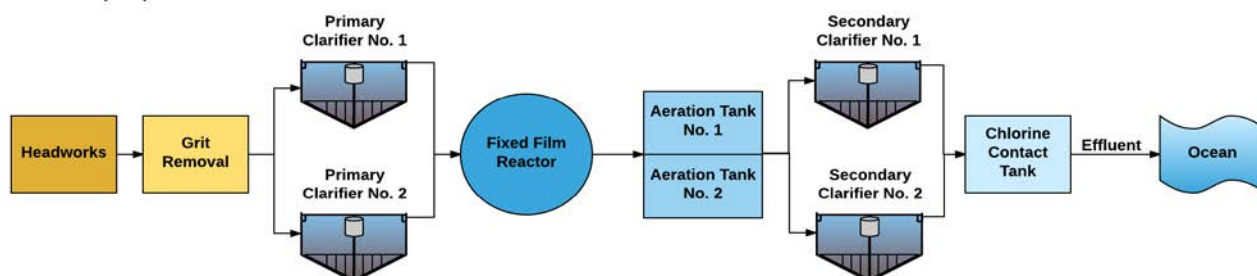 Primary
Clarifier No. 1
Secondary
Clarifier No. 1
Headworks
Grit
Removal
Fixed Film
Reactor
Aeration Tank
No. 1
Aeration Tank
No. 2
Chlorine
Contact
Tank
Effluent
Ocean
Primary
Clarifier No. 2
Secondary
Clarifier No. 2